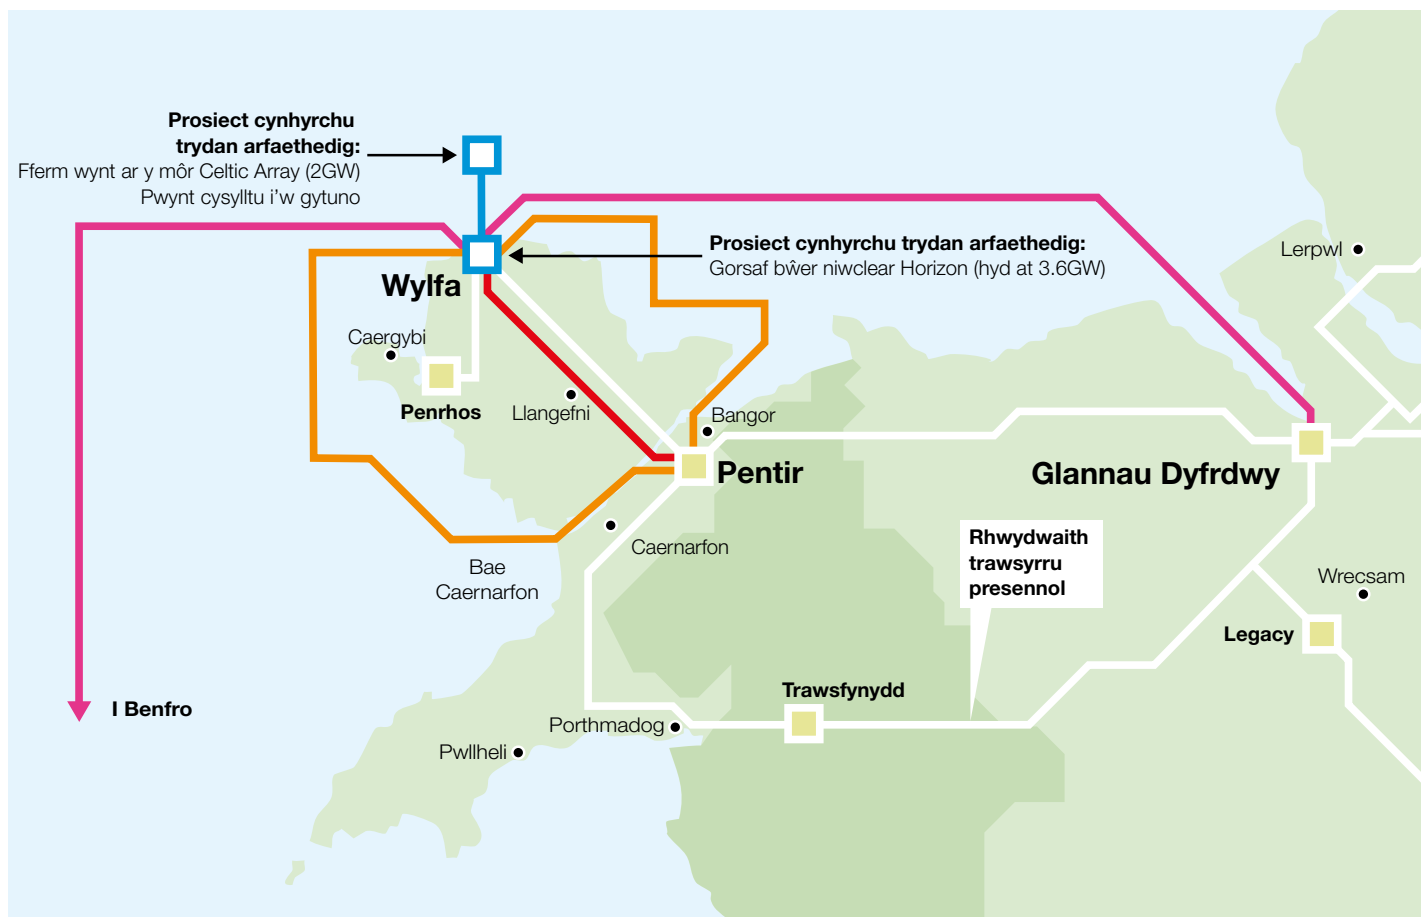 Prosiect cynhyrchu
trydan arfaethedig:
Fferm wynt ar y môr Celtic Array (2GW)
Pwynt cysylltu i’w gytuno
Prosiect cynhyrchu trydan arfaethedig:
Gorsaf bŵer niwclear Horizon (hyd at 3.6GW)
Lerpwl
Wylfa
Caergybi
Penrhos
Llangefni
Bangor
Pentir
Glannau Dyfrdwy
Caernarfon
Bae
Caernarfon
Rhwydwaith
trawsyrru
presennol
Wrecsam
Legacy
I Benfro
Trawsfynydd
Porthmadog
Pwllheli